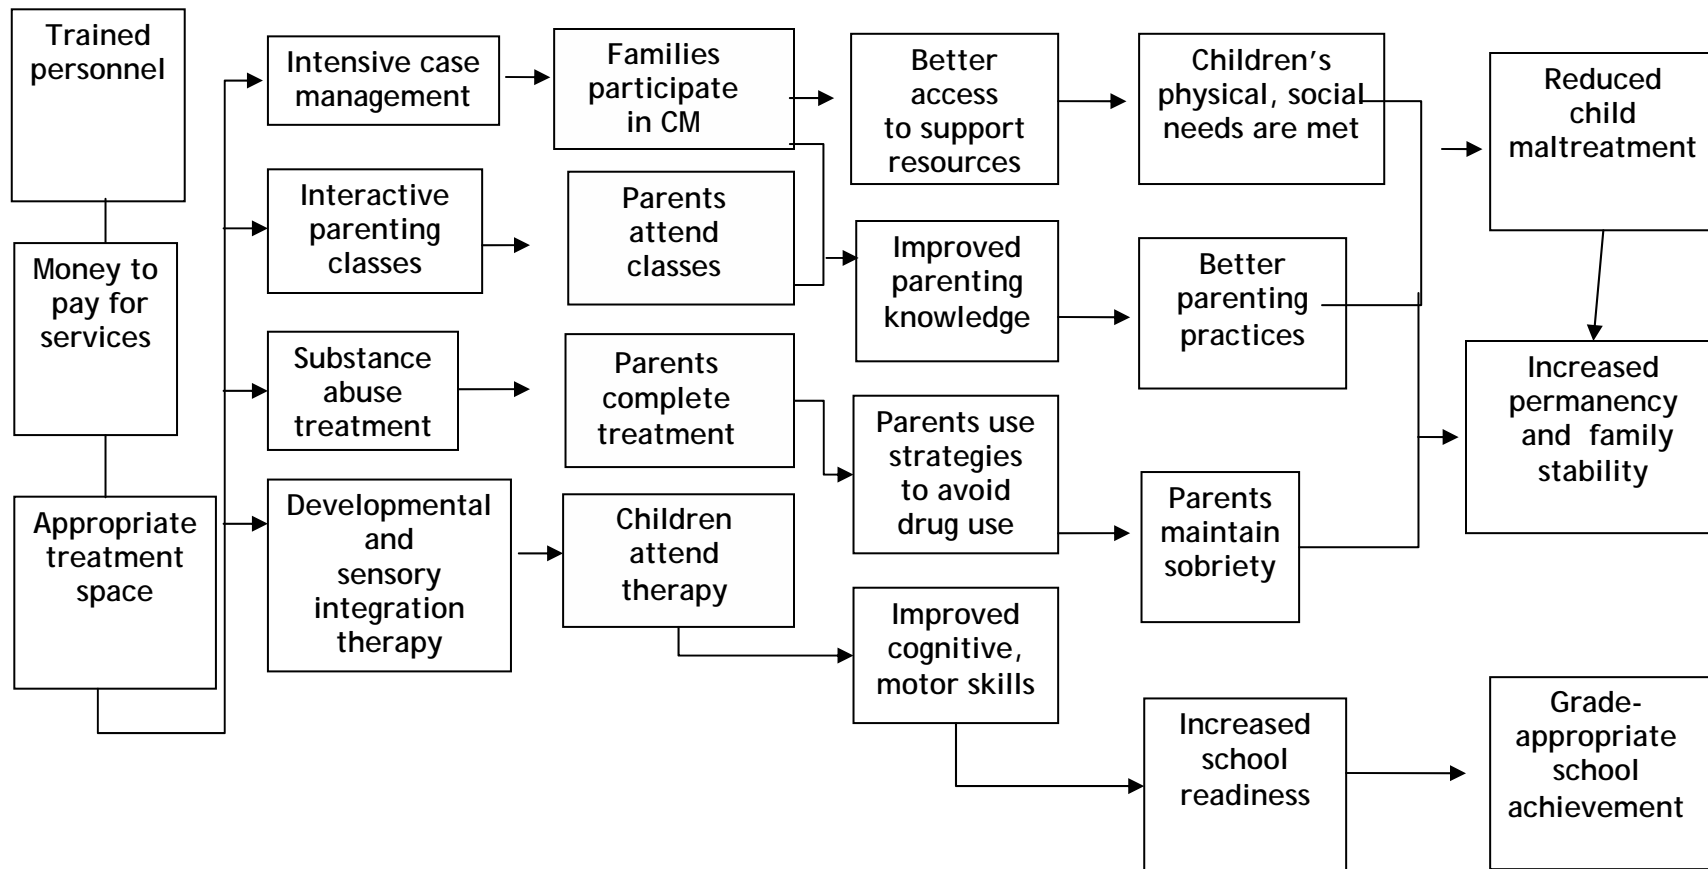 Trained
personnel
Money to
pay for
services
Appropriate
treatment
space
Intensive case
management
Interactive
parenting
classes
Substance
abuse
treatment
Developmental
and
sensory
integration
therapy
Families
participate
in CM
Parents
attend
classes
Parents
complete
treatment
Children
attend
therapy
Better
access
to support
resources
Improved
parenting
knowledge
Parents use
strategies
to avoid
drug use
Improved
cognitive,
motor skills
Children's
physical, social
needs are met
Better
parenting
practices
Parents
maintain
sobriety
Increased
school
readiness
Reduced
child
maltreatment
Increased
permanency
and family
stability
Grade-
appropriate
school
achievement